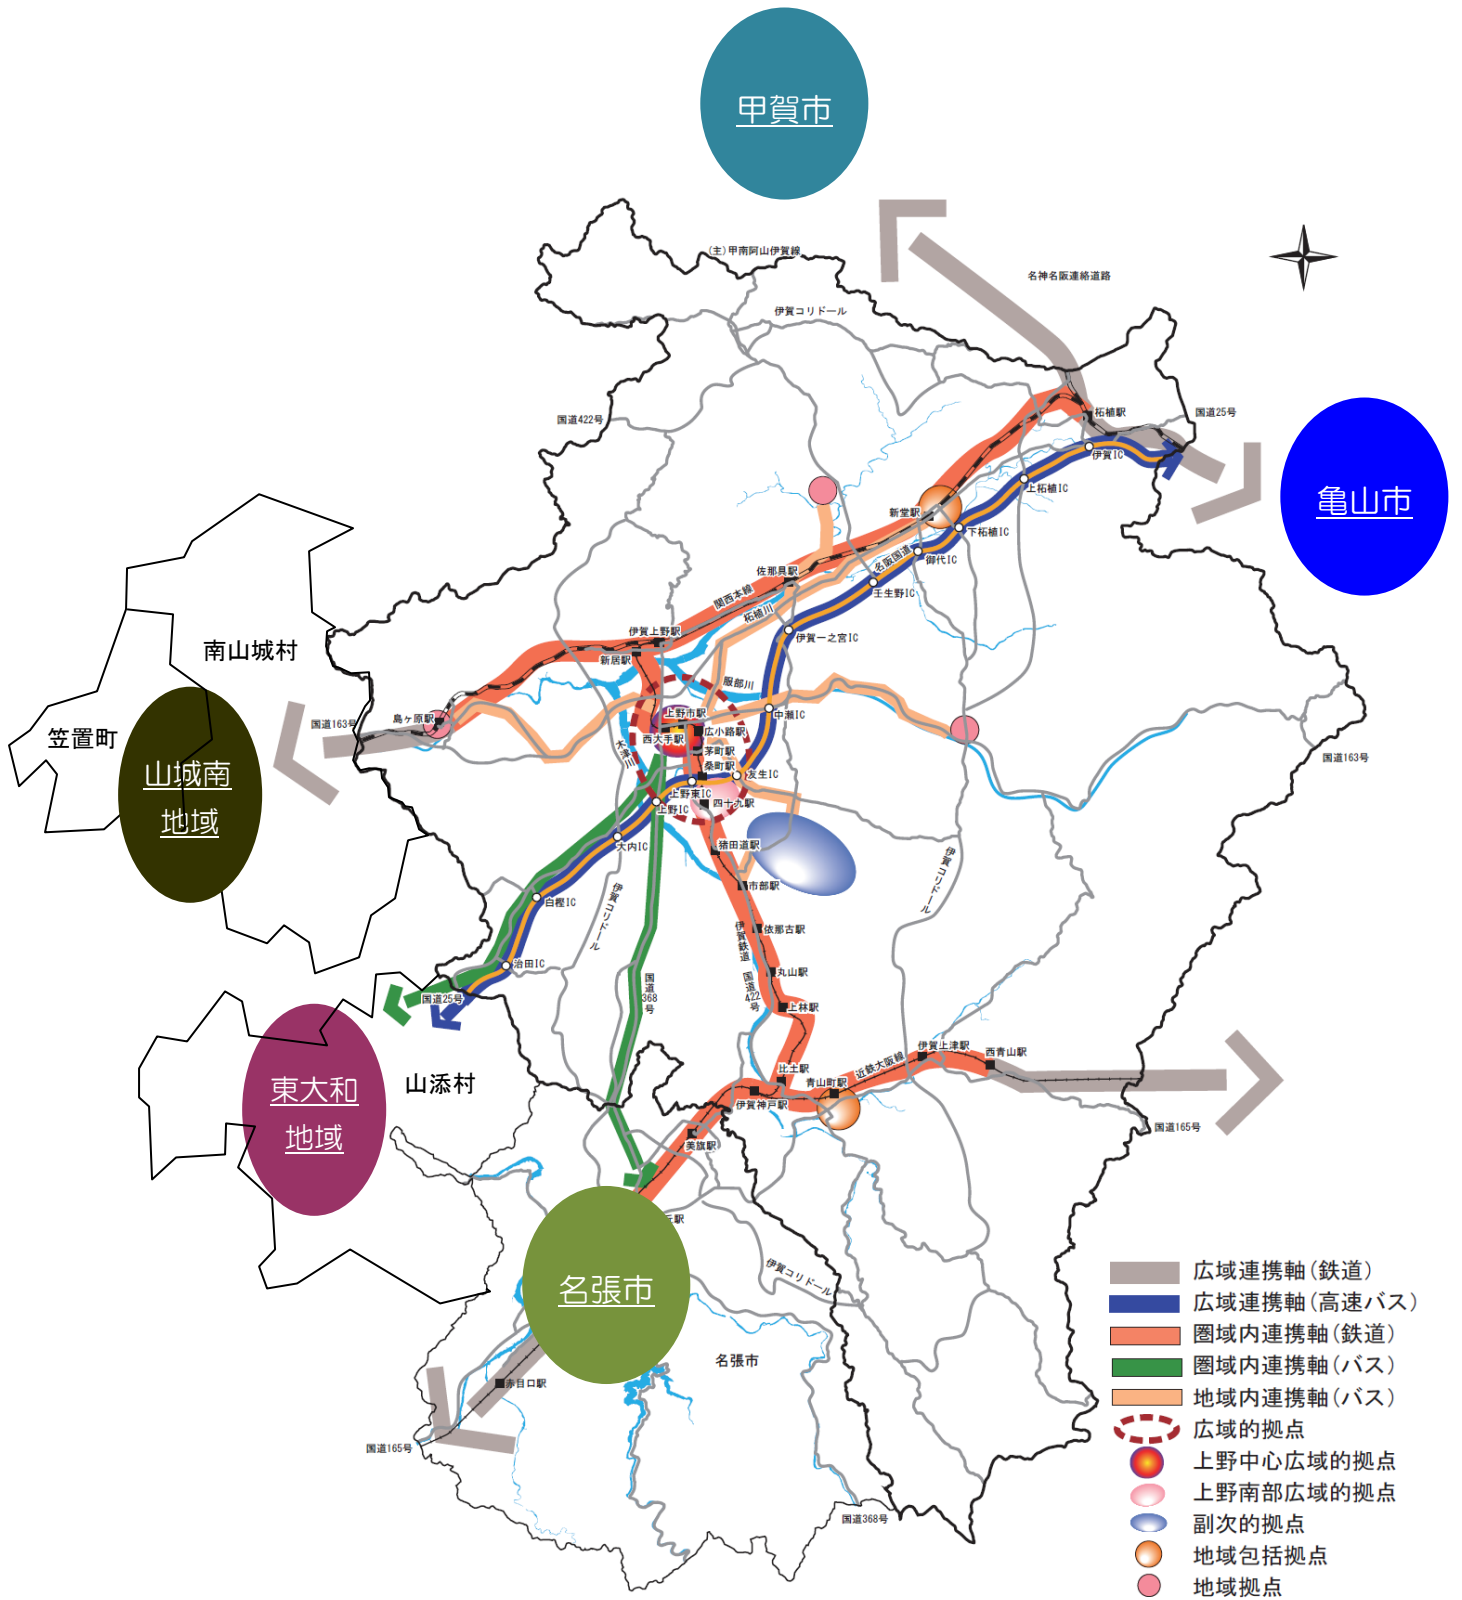 甲賀市
(主)甲南阿山伊賀線
名神名阪連絡道路
伊賀コリドール
国道422号
柘植駅
国道25号
伊賀IC
上柘植IC
亀山市
新堂駅
下柘植IC
名阪国道
御代IC
佐那具駅
壬生野IC
関西本線
柘植川
伊賀一之宮IC
伊賀上野駅
新居駅
南山城村
服部川
島ヶ原駅
国道163号
上野市駅
中瀬IC
笠置町
西大手駅
広小路駅
茅町駅
木津川
桑町駅
友生IC
国道163号
山城南
地域
上野東IC
上野IC
四十九駅
大内IC
猪田道駅
伊賀コリドール
市部駅
白樫IC
伊賀コリドール
依那古駅
伊賀鉄道
治田IC
丸山駅
国道25号
国道368号
国道422号
上林駅
伊賀上津駅
西青山駅
近鉄大阪線
比土駅
青山町駅
東大和
地域
山添村
伊賀神戸駅
国道165号
美旗駅
丘駅
伊賀コリドール
名張市
名張市
赤目口駅
国道165号
国道368号
広域連携軸(鉄道)
広域連携軸(高速バス)
圏域内連携軸(鉄道)
圏域内連携軸(バス)
地域内連携軸(バス)
広域的拠点
上野中心広域的拠点
上野南部広域的拠点
副次的拠点
地域包括拠点
地域拠点